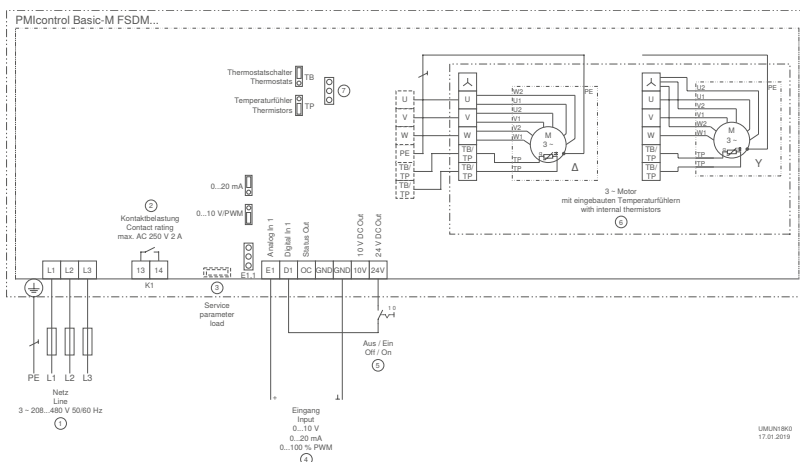 PMIcontrol Basic-M FSDM...
Thermostatschalter
Thermostats
TB
Temperaturfühler
Thermistors
TP
7
U
V
W
PE
TB/
TP
TB/
TP
U
V
W
TB/
TP
TB/
TP
W2
U1
U2
V1
V2
W1
TP
TP
PE
M
3 ~
Δ
U
V
W
TB/
TP
TB/
TP
U2
U1
V2
V1
W2
W1
TP
TP
PE
M
3 ~
Y
3 ~ Motor
mit eingebauten Temperaturfühlern
with internal thermistors
6
0...20 mA
0...10 V/PWM
E1.1
2
Kontaktbelastung
Contact rating
max. AC 250 V 2 A
Analog In 1
Digital In 1
Status Out
10 V DC Out
24 V DC Out
L1 L2 L3
13 14
K1
E1 D1 OC GND GND 10V 24V
3
Service
parameter
load
1 0
Aus / Ein
Off / On
5
PE L1 L2 L3
Netz
Line
3 ~ 208...480 V 50/60 Hz
1
+ ⊥
Eingang
Input
0...10 V
0...20 mA
0...100 % PWM
4
UMUN18K0
17.01.2019